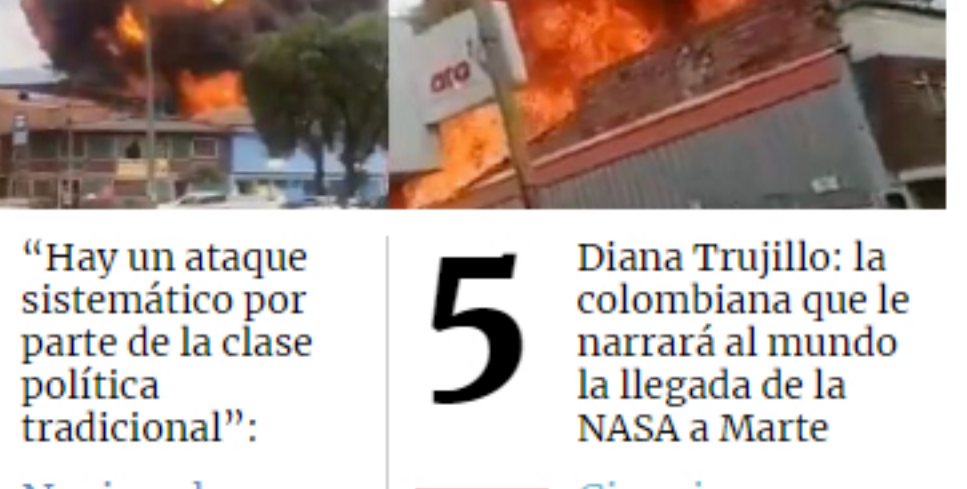 ara
“Hay un ataque
sistemático por
parte de la clase
política
tradicional”:
5
Diana Trujillo: la
colombiana que le
narrará al mundo
la llegada de la
NASA a Marte